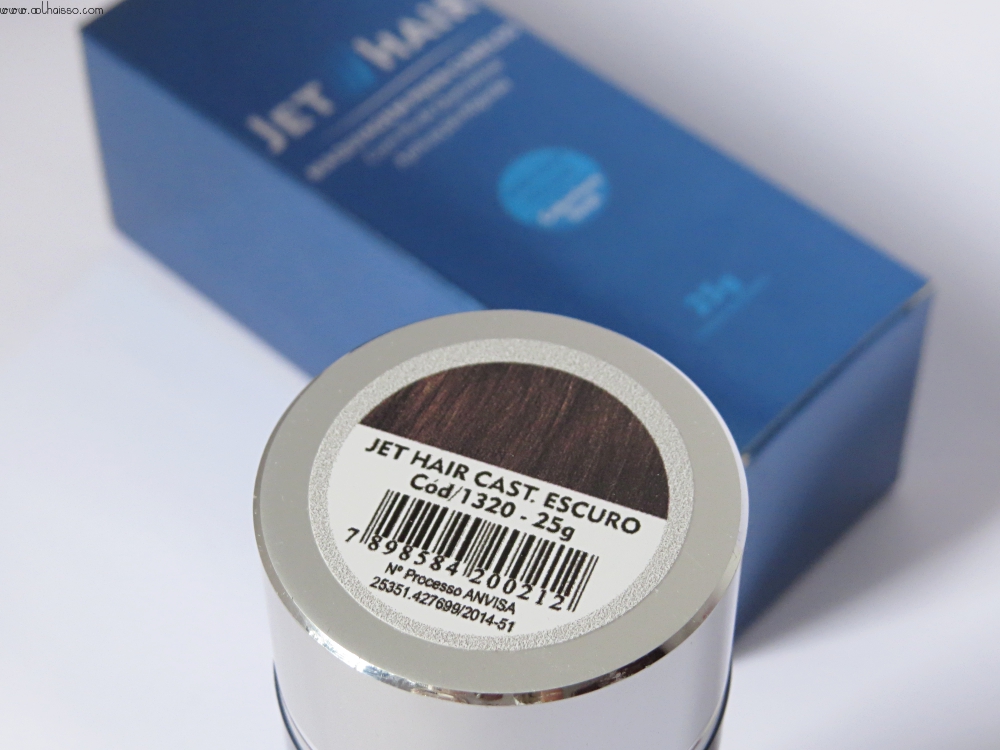 www.oolhaisso.com
JET HAIR
25g
JET HAIR CAST. ESCURO
Cód/1320 - 25g
7 898584 200212
Nº Processo ANVISA
25351.427699/2014-51